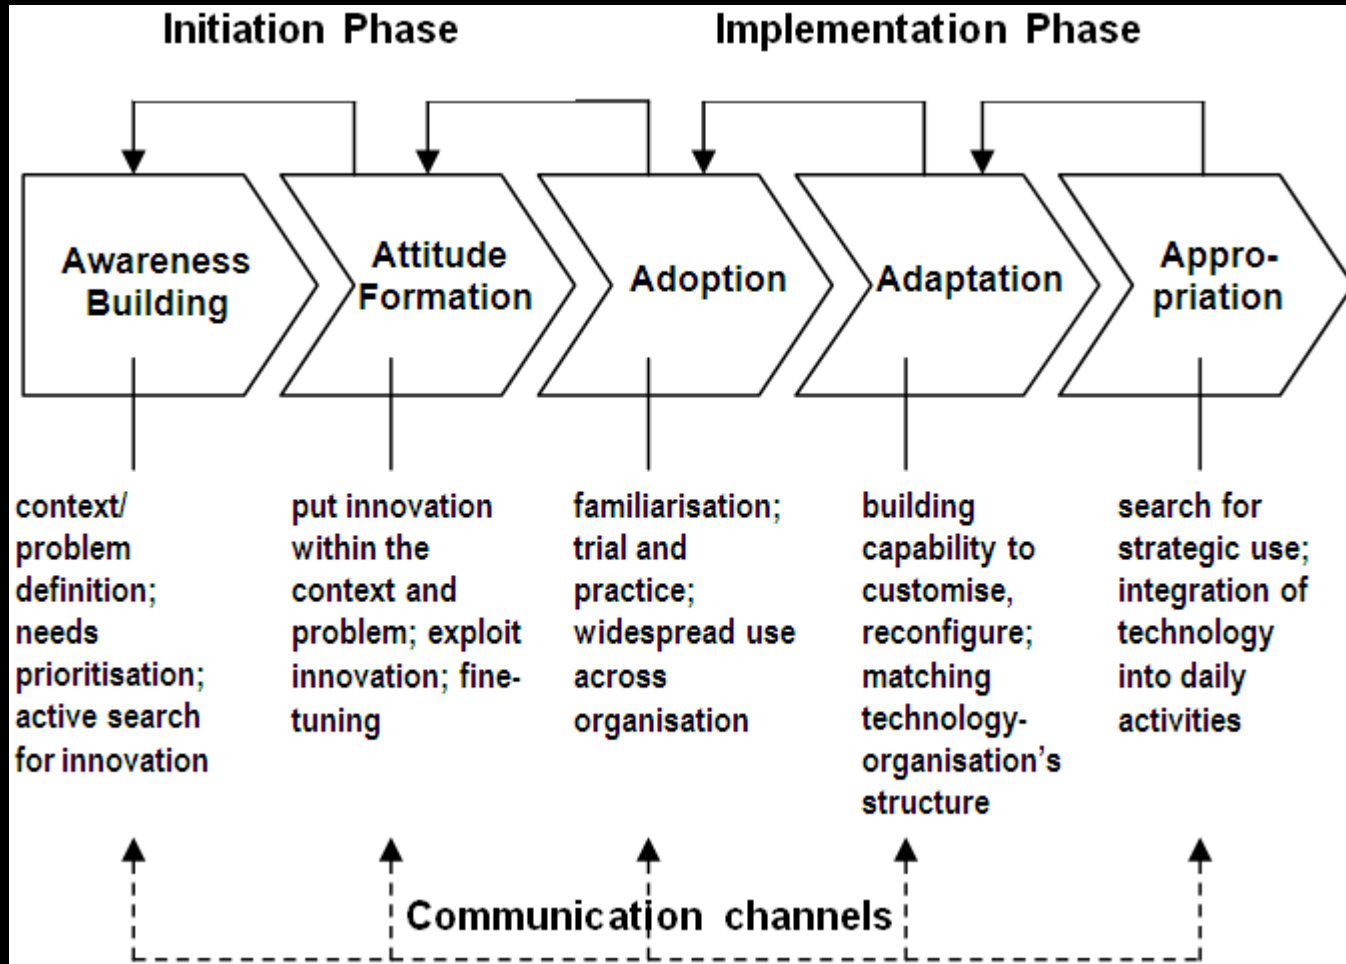 Initiation Phase
Implementation Phase
Awareness
Building
Attitude
Formation
Adoption
Adaptation
Appro-
priation
context/
problem
definition;
needs
prioritisation;
active search
for innovation
put innovation
within the
context and
problem; exploit
innovation; fine-
tuning
familiarisation;
trial and
practice;
widespread use
across
organisation
building
capability to
customise,
reconfigure;
matching
technology-
organisation's
structure
search for
strategic use;
integration of
technology
into daily
activities
Communication channels